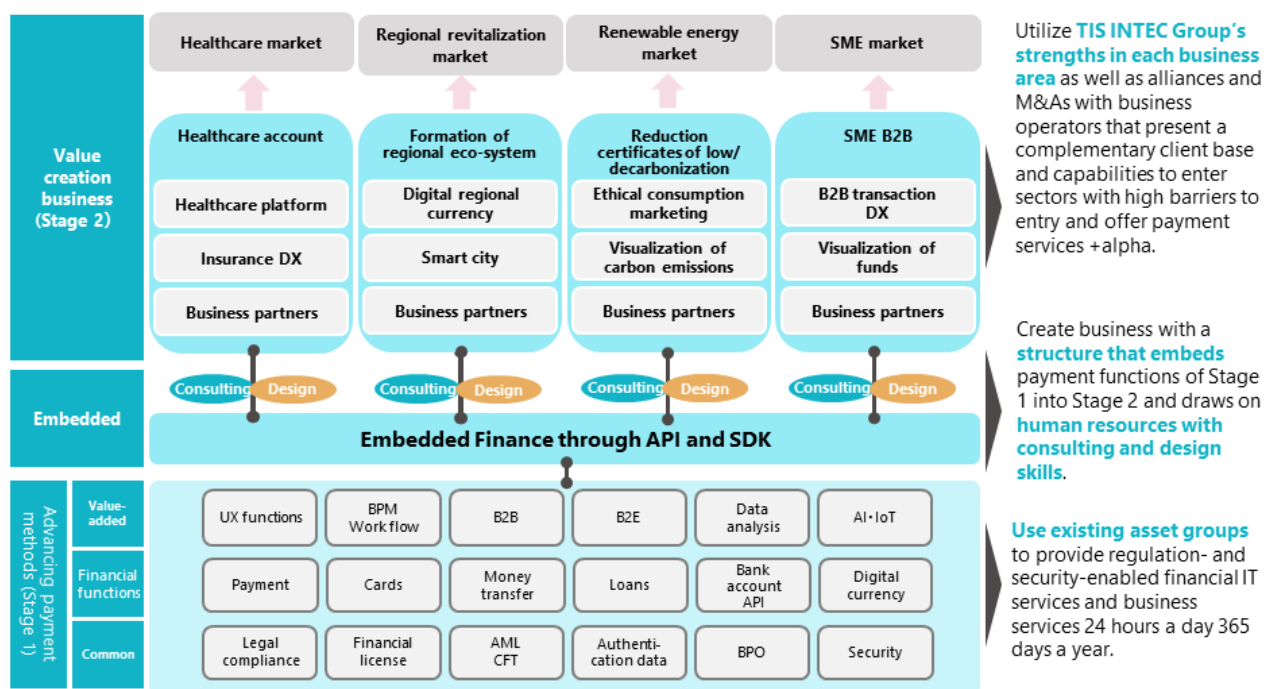 Value
creation
business
(Stage 2)
Healthcare market
Regional revitalization
market
Renewable energy
market
SME market
Healthcare account
Healthcare platform
Insurance DX
Business partners
Formation of
regional eco-system
Digital regional
currency
Smart city
Business partners
Reduction
certificates of low/
decarbonization
Ethical consumption
marketing
Visualization of
carbon emissions
Business partners
SME B2B
B2B transaction
DX
Visualization of
funds
Business partners
Utilize TIS INTEC Group's
strengths in each business
area as well as alliances and
M&As with business
operators that present a
complementary client base
and capabilities to enter
sectors with high barriers to
entry and offer payment
services +alpha.
Embedded
Consulting Design
Consulting Design
Consulting Design
Consulting Design
Embedded Finance through API and SDK
Create business with a
structure that embeds
payment functions of Stage
1 into Stage 2 and draws on
human resources with
consulting and design
skills.
Advancing payment
methods (Stage 1)
Value-
added
UX functions
BPM
Work flow
B2B
B2E
Data
analysis
AI・IoT
Financial
functions
Payment
Cards
Money
transfer
Loans
Bank
account
API
Digital
currency
Common
Legal
compliance
Financial
license
AML
CFT
Authenti-
cation data
BPO
Security
Use existing asset groups
to provide regulation- and
security-enabled financial IT
services and business
services 24 hours a day 365
days a year.